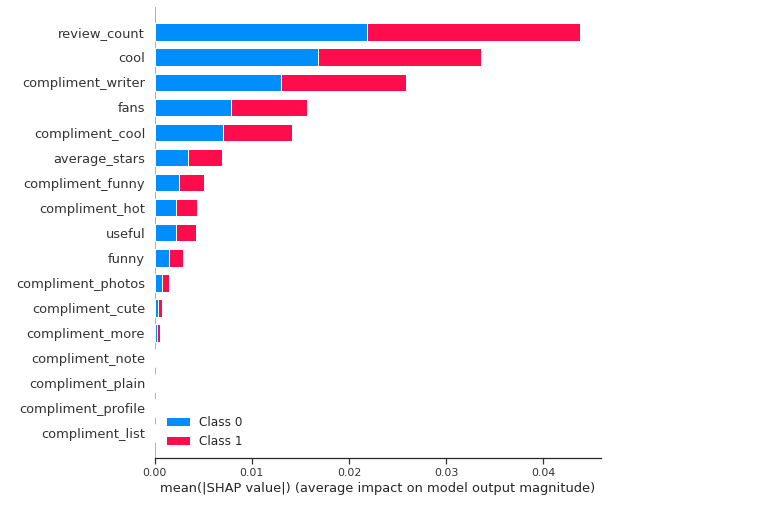 review_count
cool
compliment_writer
fans
compliment_cool
average_stars
compliment_funny
compliment_hot
useful
funny
compliment_photos
compliment_cute
compliment_more
compliment_note
compliment_plain
compliment_profile
compliment_list
Class 0
Class 1
0.00 0.01 0.02 0.03 0.04
mean(|SHAP value|) (average impact on model output magnitude)